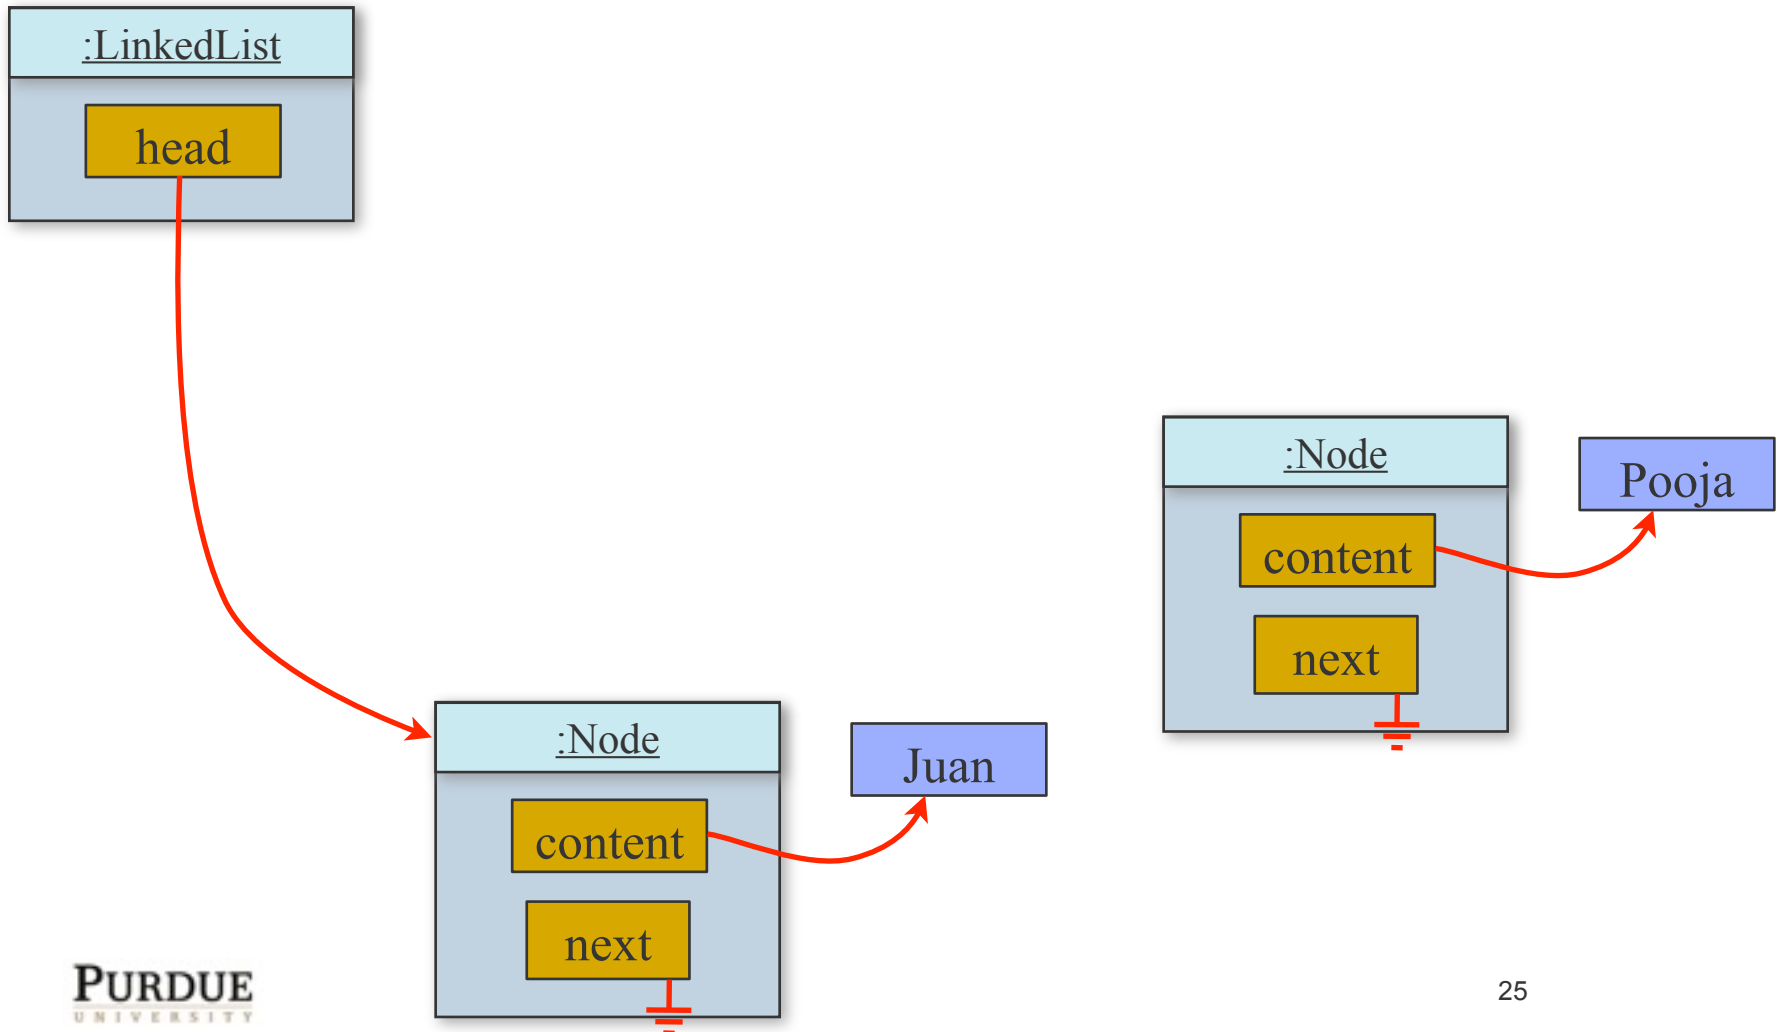 :LinkedList
head
:Node
Pooja
content
next
:Node
Juan
content
next
PURDUE
UNIVERSITY
25